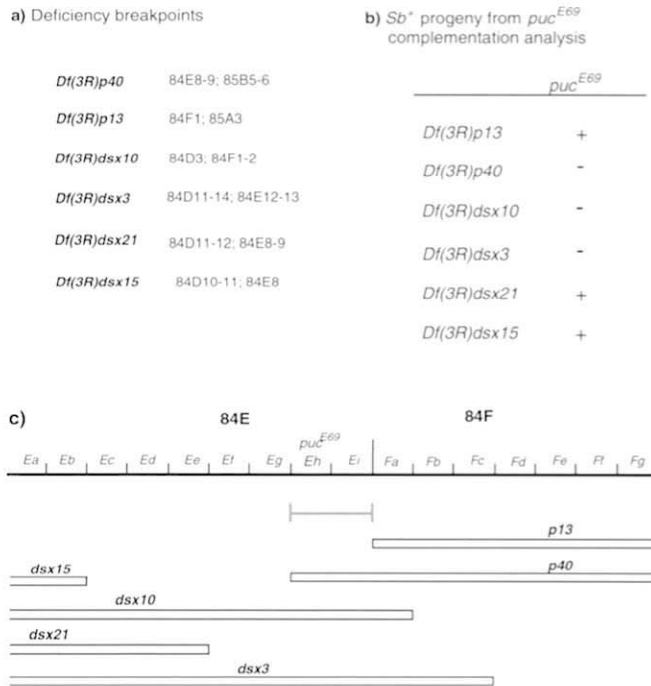 a) Deficiency breakpoints
Df(3R)p40 84E8-9; 85B5-6
Df(3R)p13 84F1; 85A3
Df(3R)dsx10 84D3; 84F1-2
Df(3R)dsx3 84D11-14; 84E12-13
Df(3R)dsx21 84D11-12; 84E8-9
Df(3R)dsx15 84D10-11; 84E8
b) Sb⁺ progeny from puc^E69
complementation analysis
puc^E69
Df(3R)p13 +
Df(3R)p40 -
Df(3R)dsx10 -
Df(3R)dsx3 -
Df(3R)dsx21 +
Df(3R)dsx15 +
c) 84E 84F
puc^E69
Ea Eb Ec Ed Ee Ef Eg Eh Ei Fa Fb Fc Fd Fe Ff Fg
p13
dsx15 p40
dsx10
dsx21
dsx3